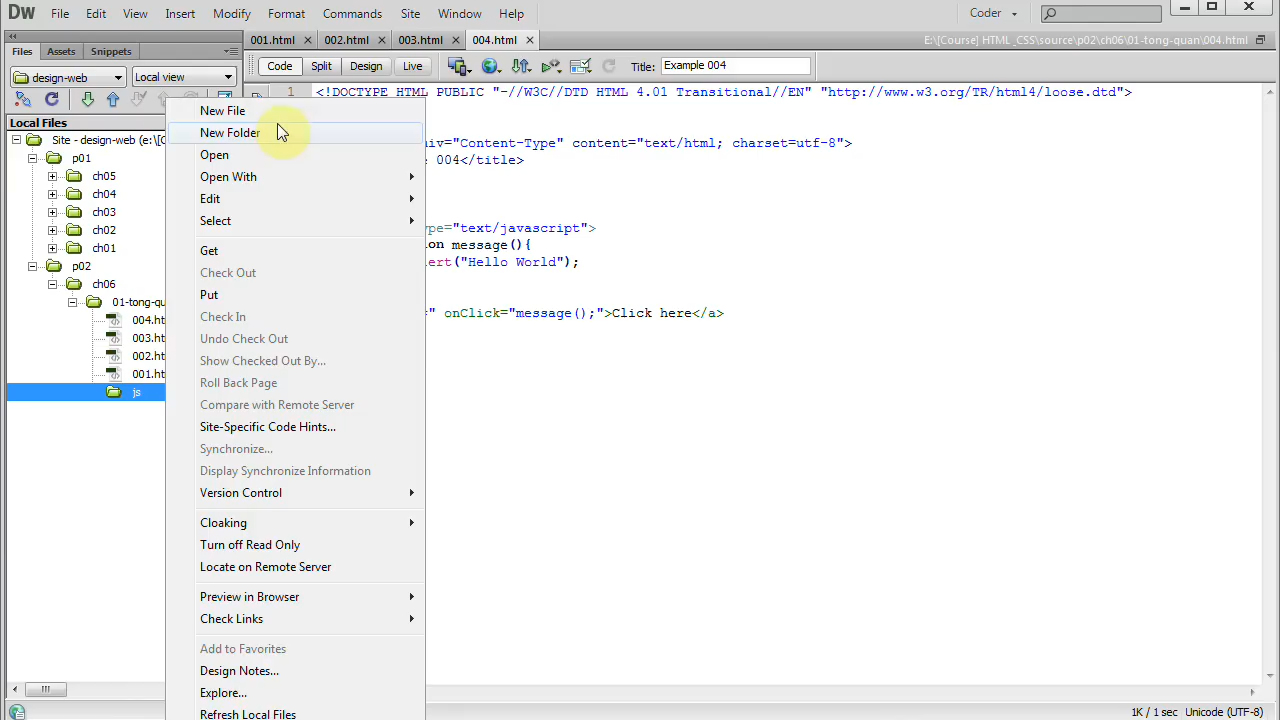 Dw File Edit View Insert Modify Format Commands Site Window Help Coder
Files Assets Snippets 001.html 002.html 003.html 004.html E:\[Course] HTML_CSS\source\p02\ch06\01-tong-quan\004.html
design-web Local view Code Split Design Live Title: Example 004
Local Files
1 <!DOCTYPE HTML PUBLIC "-//W3C//DTD HTML 4.01 Transitional//EN" "http://www.w3.org/TR/html4/loose.dtd">
iv="Content-Type" content="text/html; charset=utf-8">
004</title>
pe="text/javascript">
on message(){
ert("Hello World");
" onClick="message();">Click here</a>
Site - design-web (e:\[C
p01
ch05
ch04
ch03
ch02
ch01
p02
ch06
01-tong-qu
004.ht
003.ht
002.ht
001.ht
js
New File
New Folder
Open
Open With
Edit
Select
Get
Check Out
Put
Check In
Undo Check Out
Show Checked Out By...
Roll Back Page
Compare with Remote Server
Site-Specific Code Hints...
Synchronize...
Display Synchronize Information
Version Control
Cloaking
Turn off Read Only
Locate on Remote Server
Preview in Browser
Check Links
Add to Favorites
Design Notes...
Explore...
Refresh Local Files
1K / 1 sec Unicode (UTF-8)